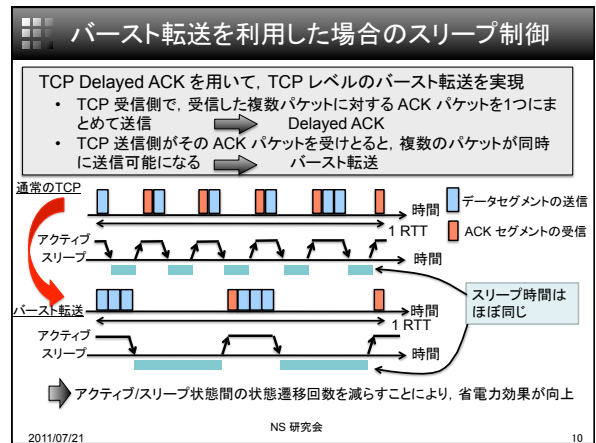 バースト転送を利用した場合のスリープ制御
TCP Delayed ACK を用いて，TCP レベルのバースト転送を実現
• TCP 受信側で，受信した複数パケットに対する ACK パケットを1つにま
とめて送信 Delayed ACK
• TCP 送信側がその ACK パケットを受けとると，複数のパケットが同時
に送信可能になる バースト転送
通常のTCP
時間
1 RTT
データセグメントの送信
ACK セグメントの受信
アクティブ
スリープ
時間
スリープ時間は
ほぼ同じ
バースト転送
時間
1 RTT
アクティブ
スリープ
時間
アクティブ/スリープ状態間の状態遷移回数を減らすことにより，省電力効果が向上
2011/07/21
NS 研究会
10